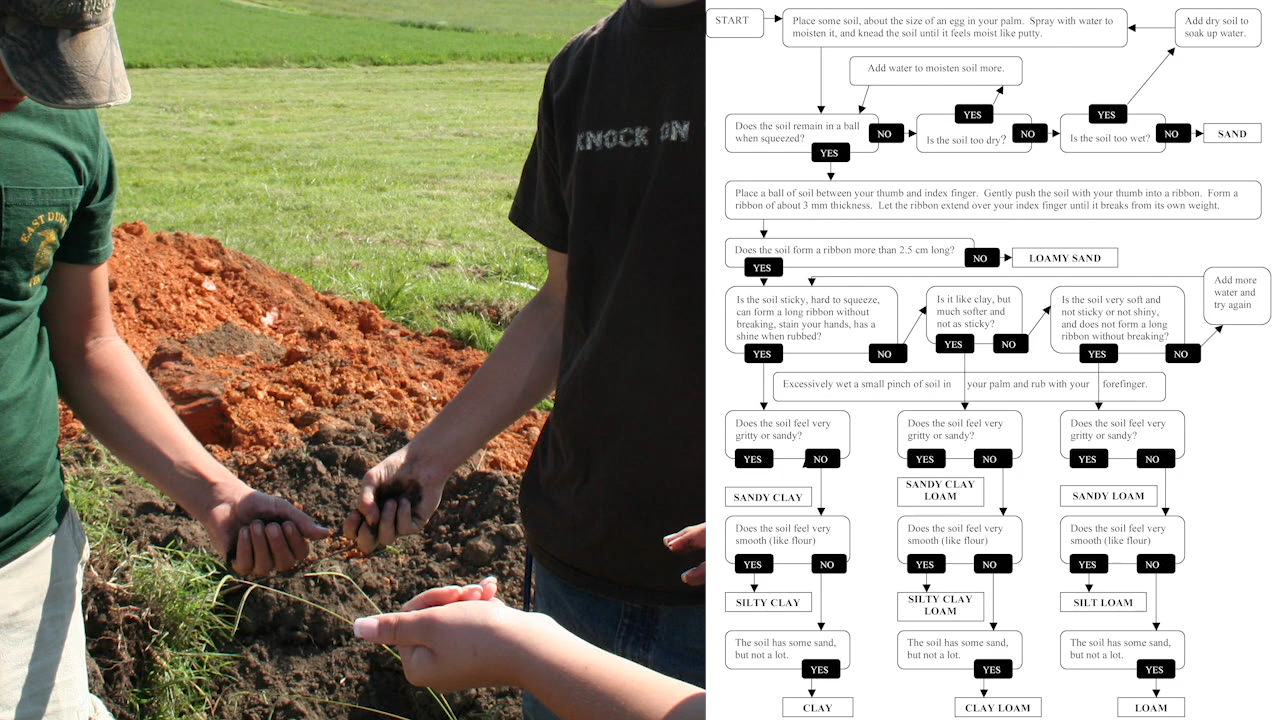 KNOCK ON
START
Place some soil, about the size of an egg in your palm. Spray with water to
moisten it, and knead the soil until it feels moist like putty.
Add dry soil to
soak up water.
Add water to moisten soil more.
Does the soil remain in a ball
when squeezed?
YES
NO
Is the soil too dry?
YES
NO
Is the soil too wet?
YES
NO
SAND
Place a ball of soil between your thumb and index finger. Gently push the soil with your thumb into a ribbon. Form a
ribbon of about 3 mm thickness. Let the ribbon extend over your index finger until it breaks from its own weight.
Does the soil form a ribbon more than 2.5 cm long?
YES
NO
LOAMY SAND
Is the soil sticky, hard to squeeze,
can form a long ribbon without
breaking, stain your hands, has a
shine when rubbed?
YES
NO
Is it like clay, but
much softer and
not as sticky?
YES
NO
Is the soil very soft and
not sticky or not shiny,
and does not form a long
ribbon without breaking?
YES
NO
Add more
water and
try again
Excessively wet a small pinch of soil in your palm and rub with your forefinger.
Does the soil feel very
gritty or sandy?
YES
NO
Does the soil feel very
gritty or sandy?
YES
NO
Does the soil feel very
gritty or sandy?
YES
NO
SANDY CLAY
SANDY CLAY
LOAM
SANDY LOAM
Does the soil feel very
smooth (like flour)
YES
NO
Does the soil feel very
smooth (like flour)
YES
NO
Does the soil feel very
smooth (like flour)
YES
NO
SILTY CLAY
SILTY CLAY
LOAM
SILT LOAM
The soil has some sand,
but not a lot.
YES
The soil has some sand,
but not a lot.
YES
The soil has some sand,
but not a lot.
YES
CLAY
CLAY LOAM
LOAM